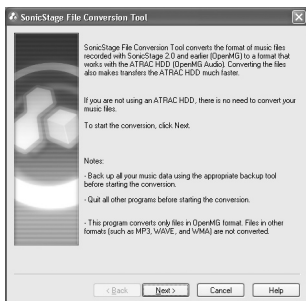 SonicStage File Conversion Tool
SonicStage File Conversion Tool converts the format of music files
recorded with SonicStage 2.0 and earlier (OpenMG) to a format that
works with the ATRAC HDD (OpenMG Audio). Converting the files
also makes transfers the ATRAC HDD much faster.
If you are not using an ATRAC HDD, there is no need to convert your
music files.
To start the conversion, click Next.
Notes:
- Back up all your music data using the appropriate backup tool
before starting the conversion.
- Quit all other programs before starting the conversion.
- This program converts only files in OpenMG format. Files in other
formats (such as MP3, WAVE, and WMA) are not converted.
< Back Next > Cancel Help